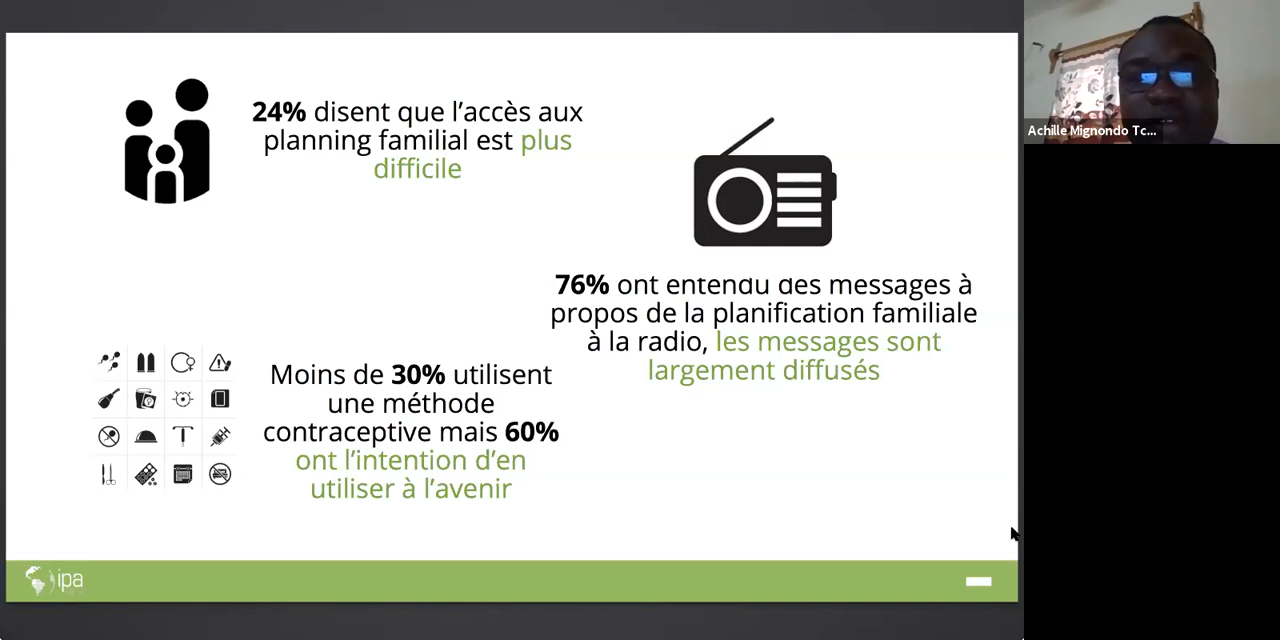 24% disent que l’accès aux
planning familial est plus
difficile
76% ont entendu des messages à
propos de la planification familiale
à la radio, les messages sont
largement diffusés
Moins de 30% utilisent
une méthode
contraceptive mais 60%
ont l’intention d’en
utiliser à l’avenir
ipa
Achille Mignondo Tc...